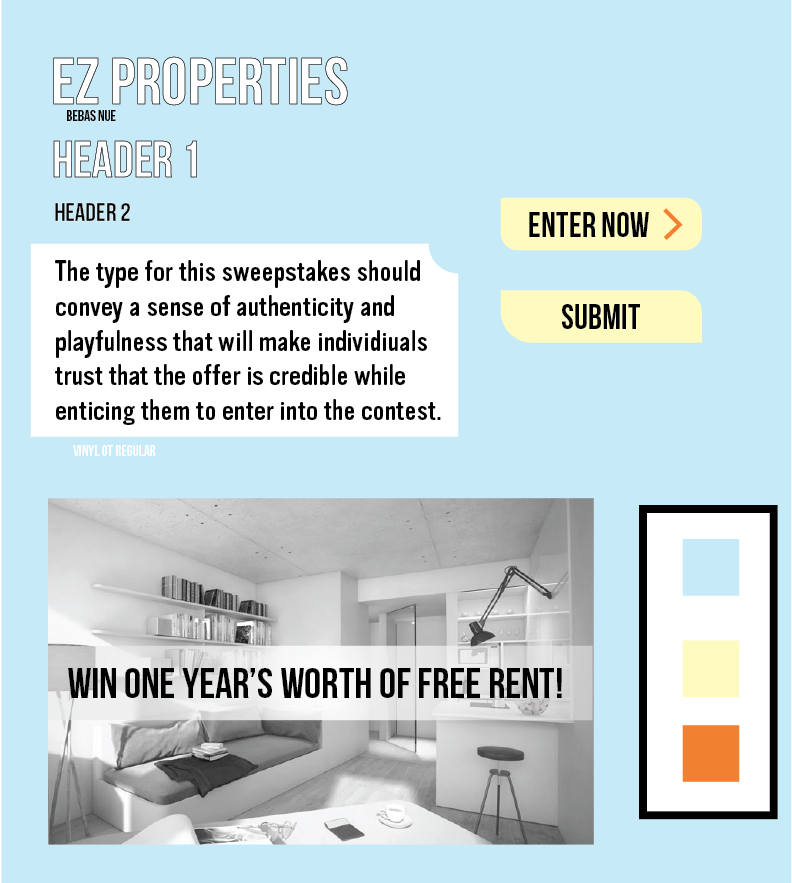 EZ PROPERTIES
BEBAS NUE
HEADER 1
HEADER 2
The type for this sweepstakes should
convey a sense of authenticity and
playfulness that will make individiuals
trust that the offer is credible while
enticing them to enter into the contest.
VINYL OT REGULAR
ENTER NOW
SUBMIT
WIN ONE YEAR’S WORTH OF FREE RENT!